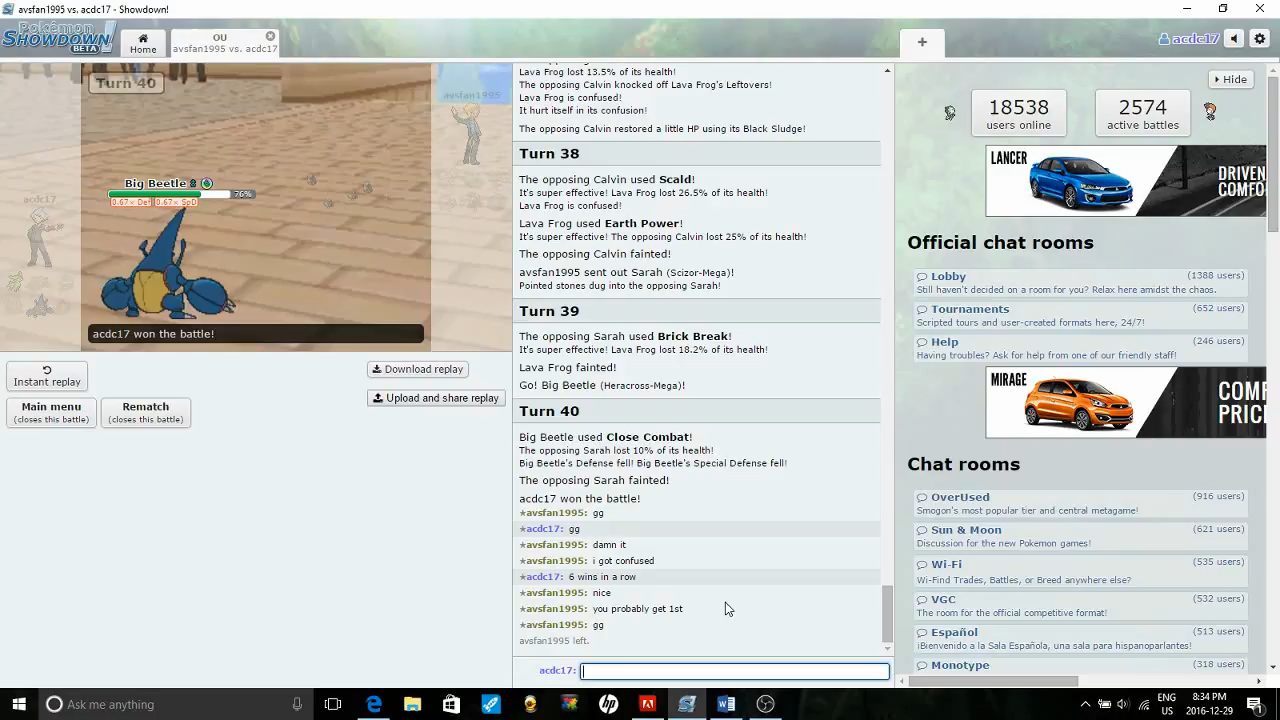 avsfan1995 vs. acdc17 - Showdown!
Pokémon
SHOWDOWN!
BETA
Home
OU
avsfan1995 vs. acdc17
+
acdc17
Turn 40
avsfan1995
acdc17
Big Beetle
76%
0.67× Def 0.67× SpD
acdc17 won the battle!
Instant replay
Download replay
Upload and share replay
Main menu
(closes this battle)
Rematch
(closes this battle)
Lava Frog lost 13.5% of its health!
The opposing Calvin knocked off Lava Frog's Leftovers!
Lava Frog is confused!
It hurt itself in its confusion!
The opposing Calvin restored a little HP using its Black Sludge!
Turn 38
The opposing Calvin used Scald!
It's super effective! Lava Frog lost 26.5% of its health!
Lava Frog is confused!
Lava Frog used Earth Power!
It's super effective! The opposing Calvin lost 25% of its health!
The opposing Calvin fainted!
avsfan1995 sent out Sarah (Scizor-Mega)!
Pointed stones dug into the opposing Sarah!
Turn 39
The opposing Sarah used Brick Break!
It's super effective! Lava Frog lost 18.2% of its health!
Lava Frog fainted!
Go! Big Beetle (Heracross-Mega)!
Turn 40
Big Beetle used Close Combat!
The opposing Sarah lost 10% of its health!
Big Beetle's Defense fell! Big Beetle's Special Defense fell!
The opposing Sarah fainted!
acdc17 won the battle!
★avsfan1995: gg
★acdc17: gg
★avsfan1995: damn it
★avsfan1995: i got confused
★acdc17: 6 wins in a row
★avsfan1995: nice
★avsfan1995: you probably get 1st
★avsfan1995: gg
avsfan1995 left.
acdc17:
Hide
18538
users online
2574
active battles
LANCER
DRIVEN
COMFO
Official chat rooms
Lobby (1388 users)
Still haven't decided on a room for you? Relax here amidst the chaos.
Tournaments (652 users)
Scripted tours and user-created formats here, 24/7!
Help (246 users)
Having troubles? Ask for help from one of our friendly staff!
MIRAGE
COMP
PRIC
Chat rooms
OverUsed (916 users)
Smogon's most popular tier and central metagame!
Sun & Moon (621 users)
Discussion for the new Pokemon games!
Wi-Fi (535 users)
Wi-Find Trades, Battles, or Breed anywhere else?
VGC (532 users)
The room for the official competitive format!
Español (513 users)
¡Bienvenido a la Sala Española, una sala para hispanoparlantes!
Monotype (318 users)
Ask me anything
ENG
US
8:34 PM
2016-12-29